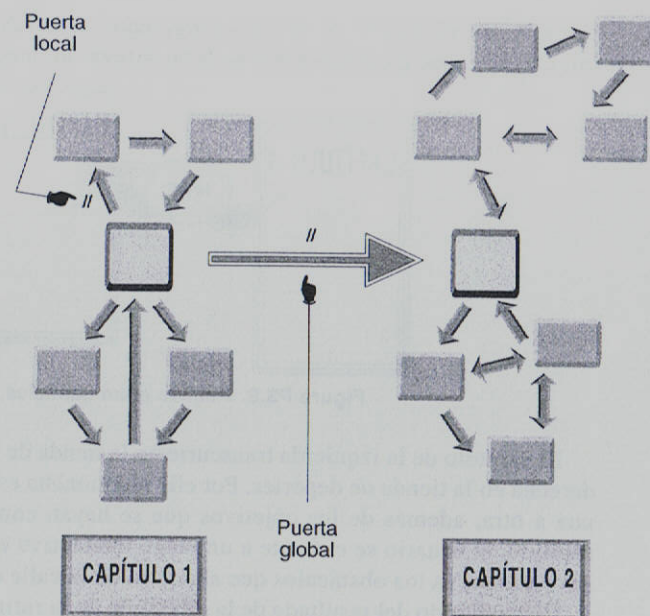 Puerta
local
//
//
Puerta
global
CAPÍTULO 1
CAPÍTULO 2